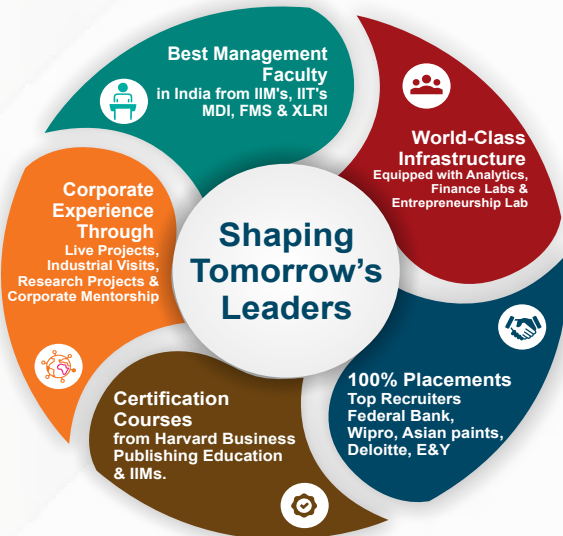 Best Management
Faculty
in India from IIM's, IIT's
MDI, FMS & XLRI
World-Class
Infrastructure
Equipped with Analytics,
Finance Labs &
Entrepreneurship Lab
Corporate
Experience
Through
Live Projects,
Industrial Visits,
Research Projects &
Corporate Mentorship
Shaping
Tomorrow's
Leaders
100% Placements
Top Recruiters
Federal Bank,
Wipro, Asian paints,
Deloitte, E&Y
Certification
Courses
from Harvard Business
Publishing Education
& IIMs.